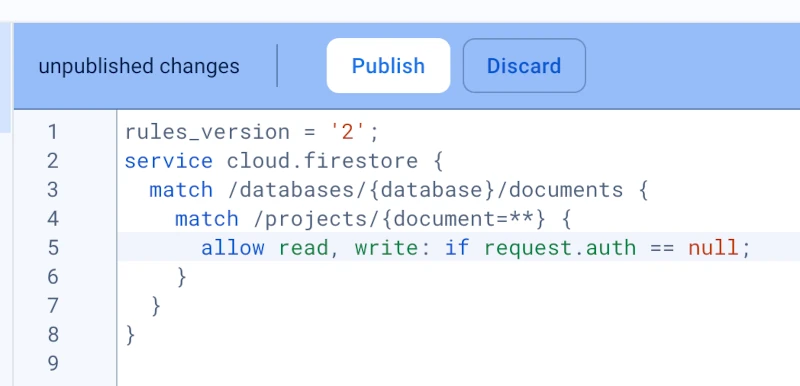 unpublished changes
Publish
Discard
1 rules_version = '2';
2 service cloud.firestore {
3   match /databases/{database}/documents {
4     match /projects/{document=**} {
5       allow read, write: if request.auth == null;
6     }
7   }
8 }
9